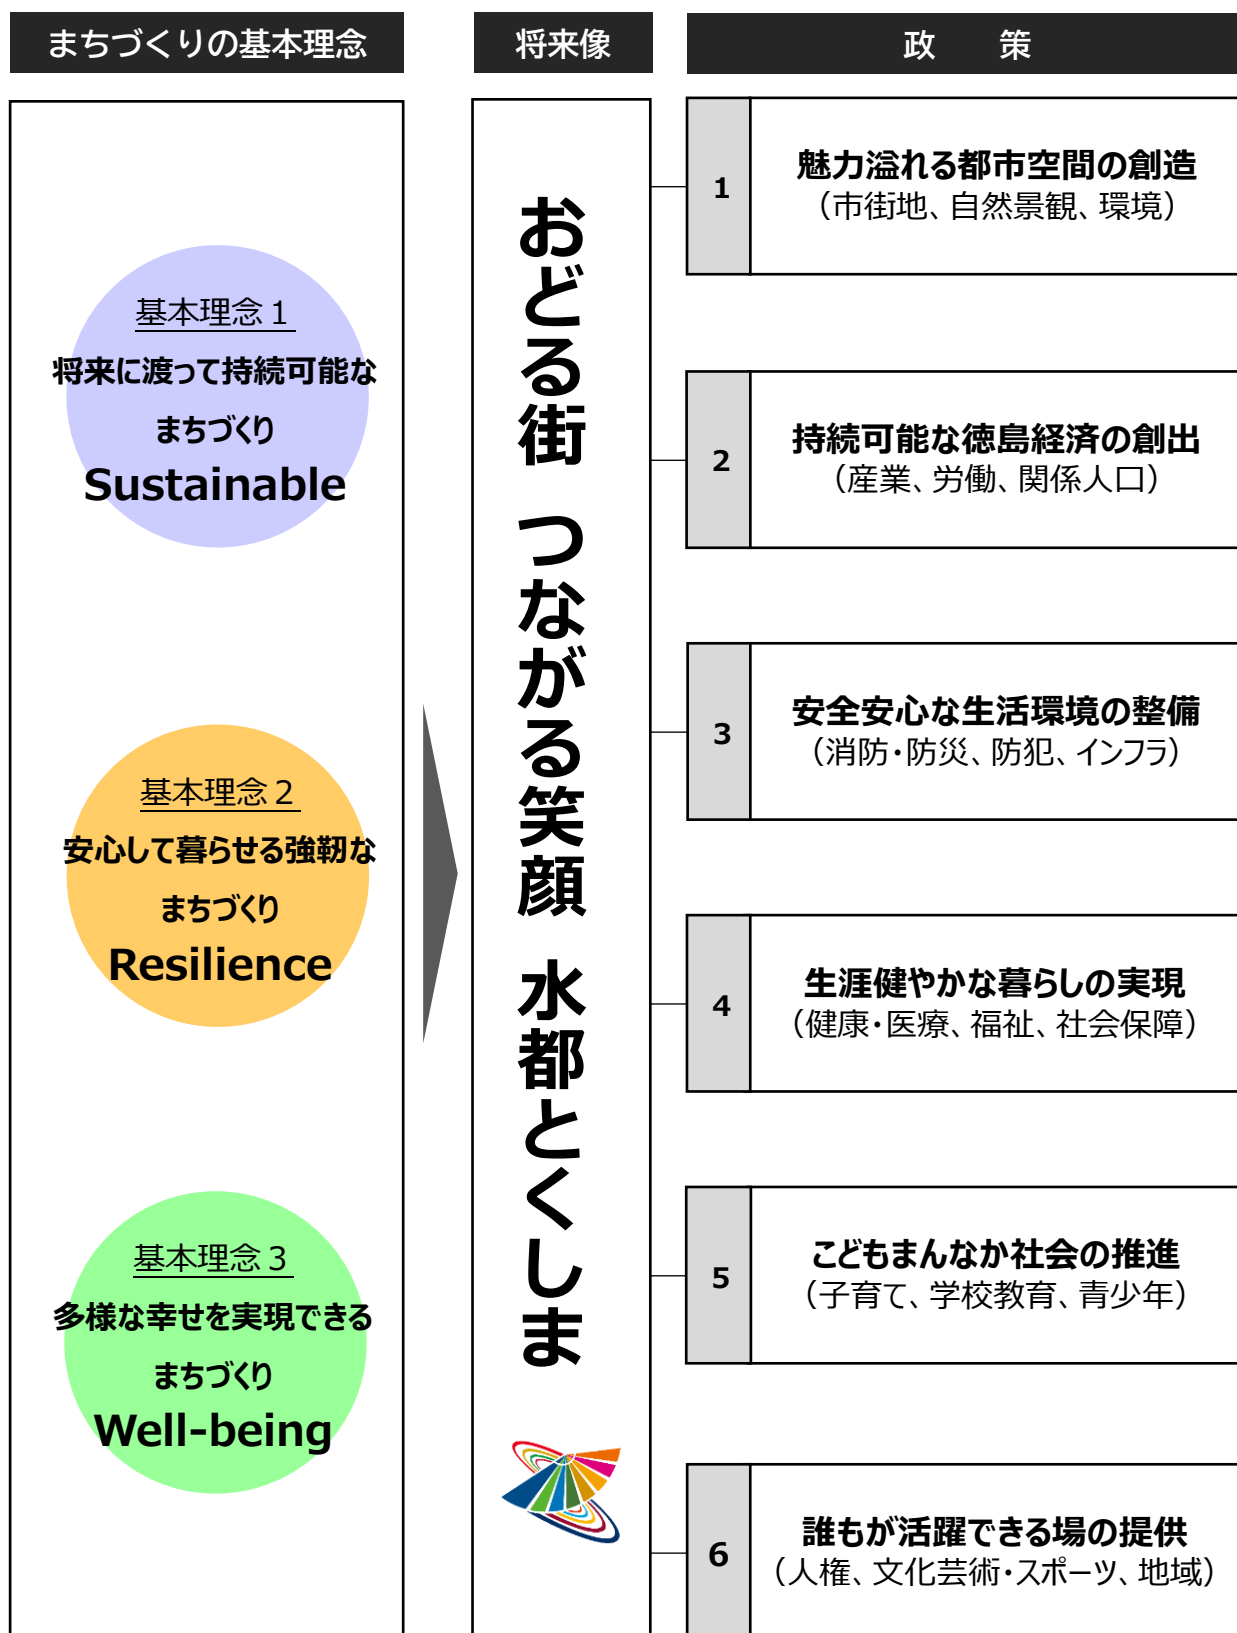 まちづくりの基本理念
将来像
政 策
基本理念1
将来に渡って持続可能な
まちづくり
Sustainable
基本理念2
安心して暮らせる強靭な
まちづくり
Resilience
基本理念3
多様な幸せを実現できる
まちづくり
Well-being
おどる街 つながる笑顔 水都とくしま
1
魅力溢れる都市空間の創造
（市街地、自然景観、環境）
2
持続可能な徳島経済の創出
（産業、労働、関係人口）
3
安全安心な生活環境の整備
（消防・防災、防犯、インフラ）
4
生涯健やかな暮らしの実現
（健康・医療、福祉、社会保障）
5
こどもまんなか社会の推進
（子育て、学校教育、青少年）
6
誰もが活躍できる場の提供
（人権、文化芸術・スポーツ、地域）